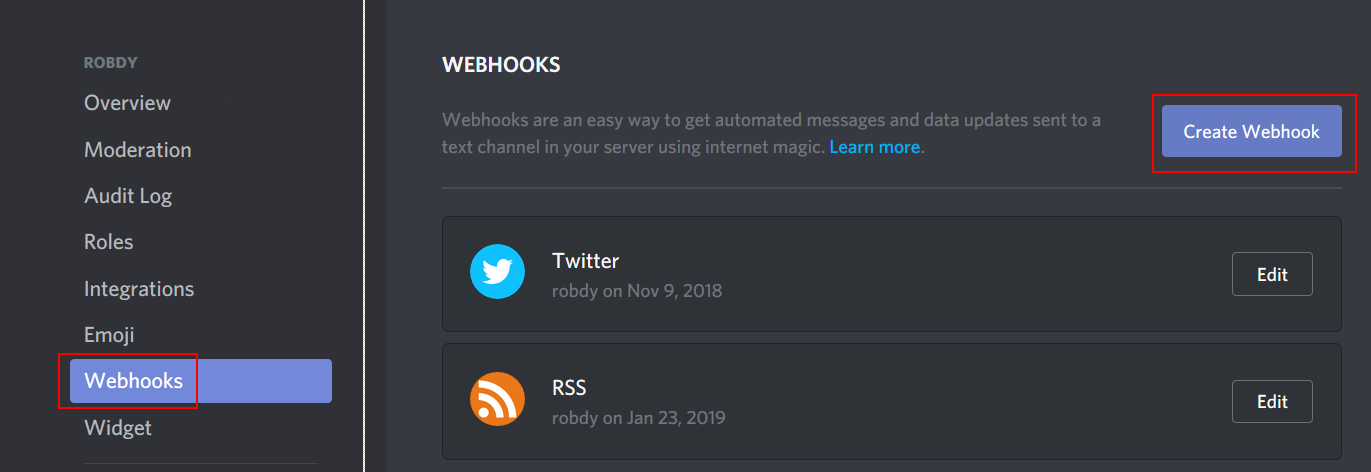 ROBDY
Overview
Moderation
Audit Log
Roles
Integrations
Emoji
Webhooks
Widget
WEBHOOKS
Webhooks are an easy way to get automated messages and data updates sent to a
text channel in your server using internet magic. Learn more.
Create Webhook
Twitter
robdy on Nov 9, 2018
Edit
RSS
robdy on Jan 23, 2019
Edit